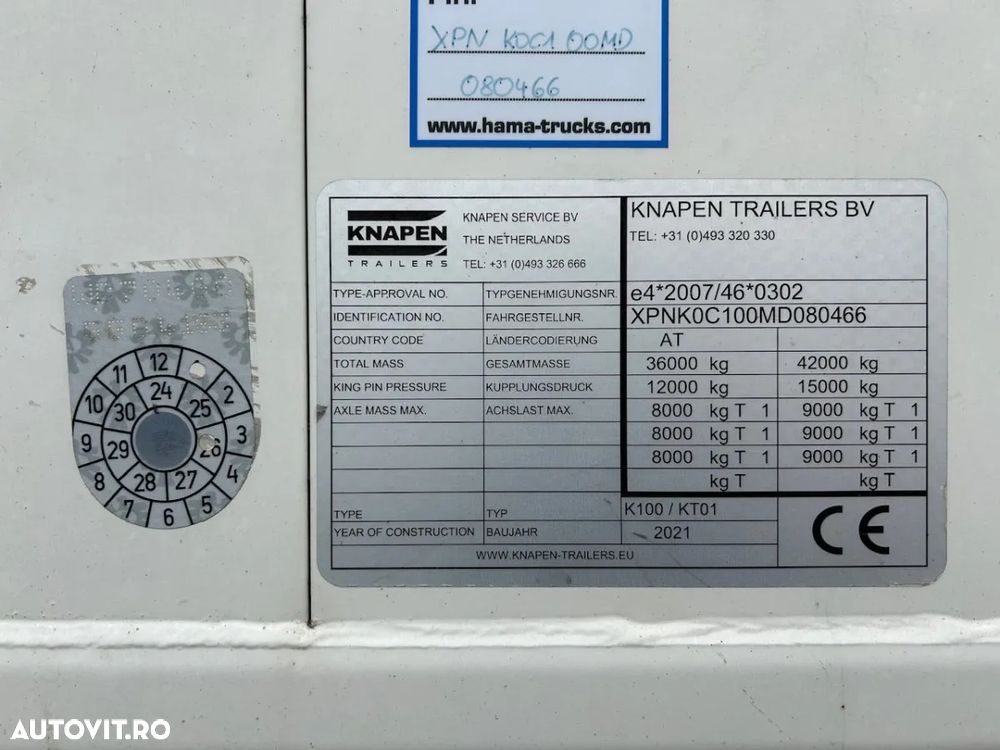 XPN K0C1 00MD
080466
www.hama-trucks.com
KNAPEN
TRAILERS
KNAPEN SERVICE BV
THE NETHERLANDS
TEL: +31 (0)493 326 666
KNAPEN TRAILERS BV
TEL: +31 (0)493 320 330
TYPE-APPROVAL NO. TYPGENEHMIGUNGSNR. e4*2007/46*0302
IDENTIFICATION NO. FAHRGESTELLNR. XPNK0C100MD080466
COUNTRY CODE LÄNDERCODIERUNG AT
TOTAL MASS GESAMTMASSE 36000 kg 42000 kg
KING PIN PRESSURE KUPPLUNGSDRUCK 12000 kg 15000 kg
AXLE MASS MAX. ACHSLAST MAX. 8000 kg T 1 9000 kg T 1
8000 kg T 1 9000 kg T 1
8000 kg T 1 9000 kg T 1
kg T kg T
TYPE TYP K100 / KT01
YEAR OF CONSTRUCTION BAUJAHR 2021
CE
WWW.KNAPEN-TRAILERS.EU
12 2 3 4 5 6 7 8 9 10 11
24 25 26 27 28 29 30
AUTOVIT.RO